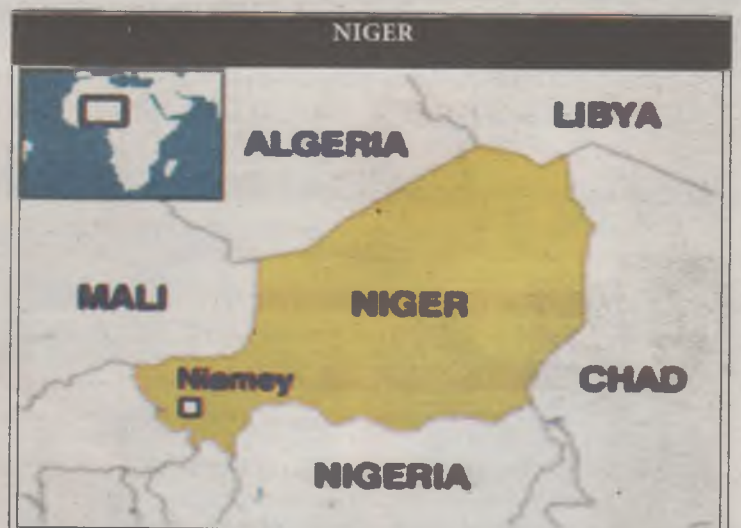 NIGER
LIBYA
ALGERIA
MALI
NIGER
Niamey
CHAD
NIGERIA